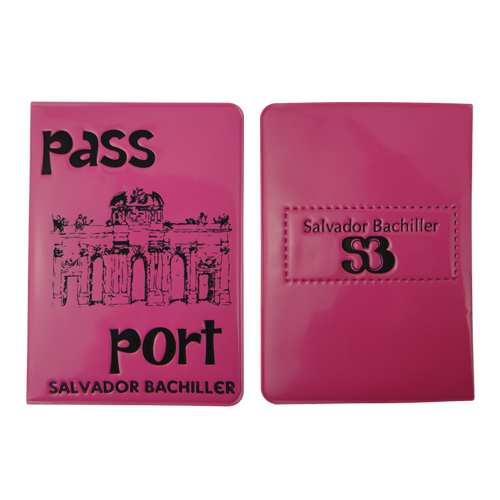 pass
port
SALVADOR BACHILLER
Salvador Bachiller
SB